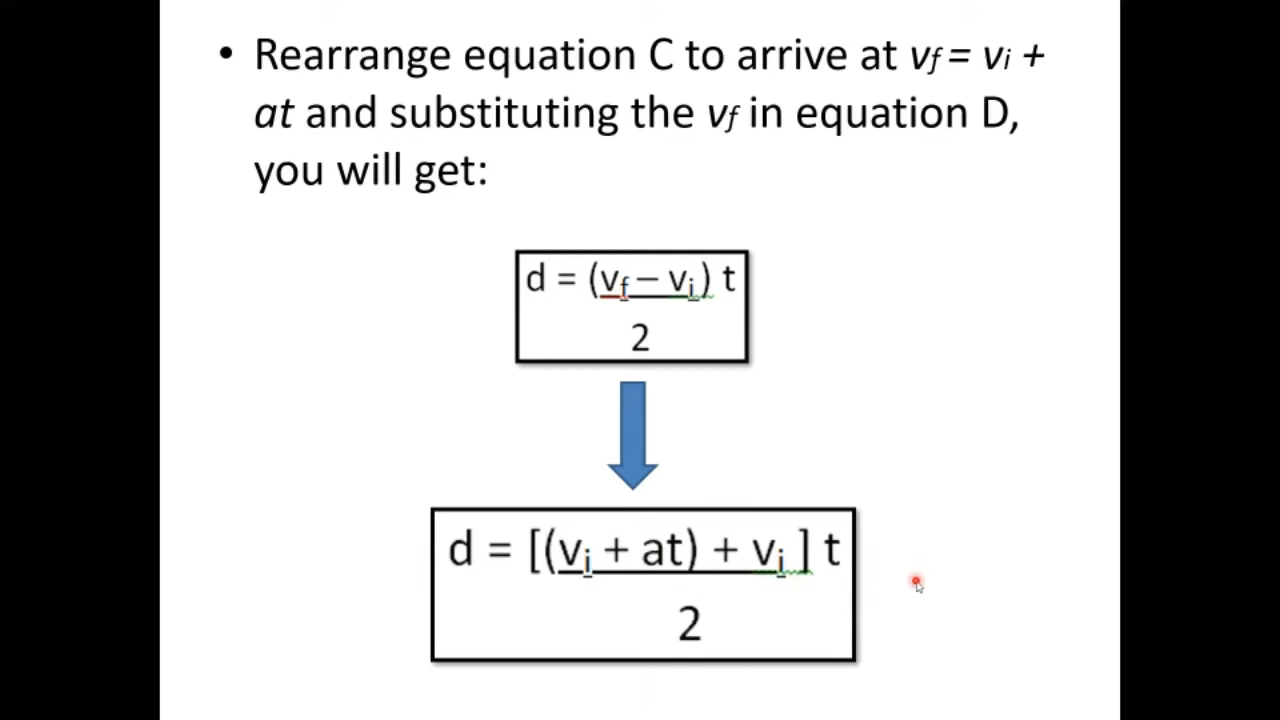 • Rearrange equation C to arrive at vf = vi +
at and substituting the vf in equation D,
you will get:
d = (vf – vi) t
2
d = [(vi + at) + vi ] t
2